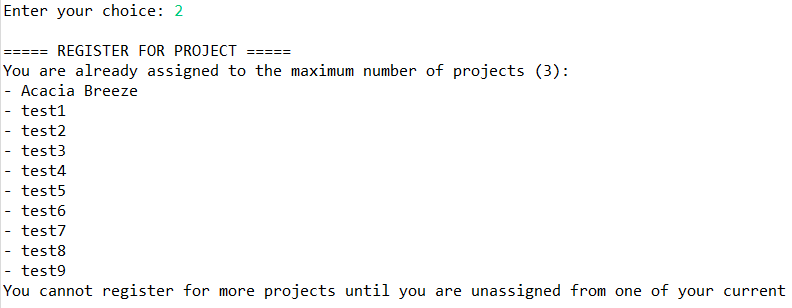 Enter your choice: 2
===== REGISTER FOR PROJECT =====
You are already assigned to the maximum number of projects (3):
- Acacia Breeze
- test1
- test2
- test3
- test4
- test5
- test6
- test7
- test8
- test9
You cannot register for more projects until you are unassigned from one of your current